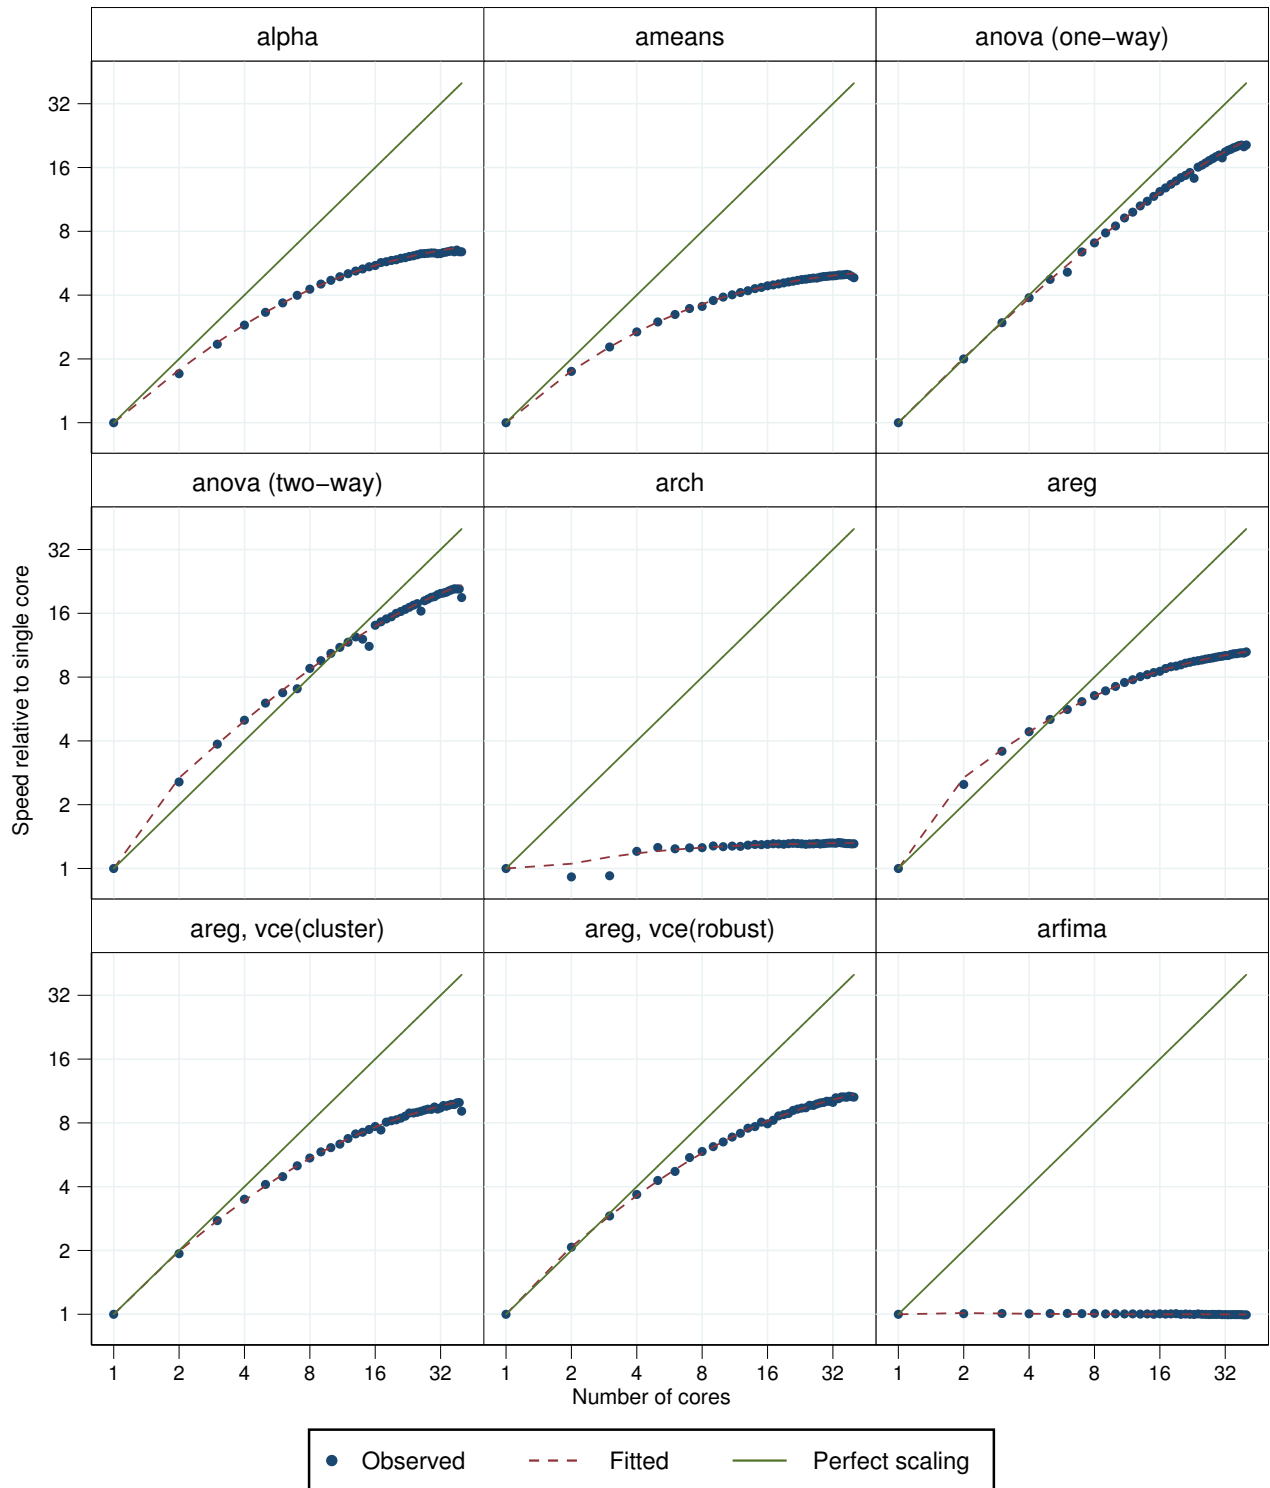 alpha ameans anova (one−way)
32
16
8
4
2
1
anova (two−way) arch areg
32
16
8
4
2
1
Speed relative to single core
areg, vce(cluster) areg, vce(robust) arfima
32
16
8
4
2
1
1 2 4 8 16 32 1 2 4 8 16 32 1 2 4 8 16 32
Number of cores
Observed Fitted Perfect scaling